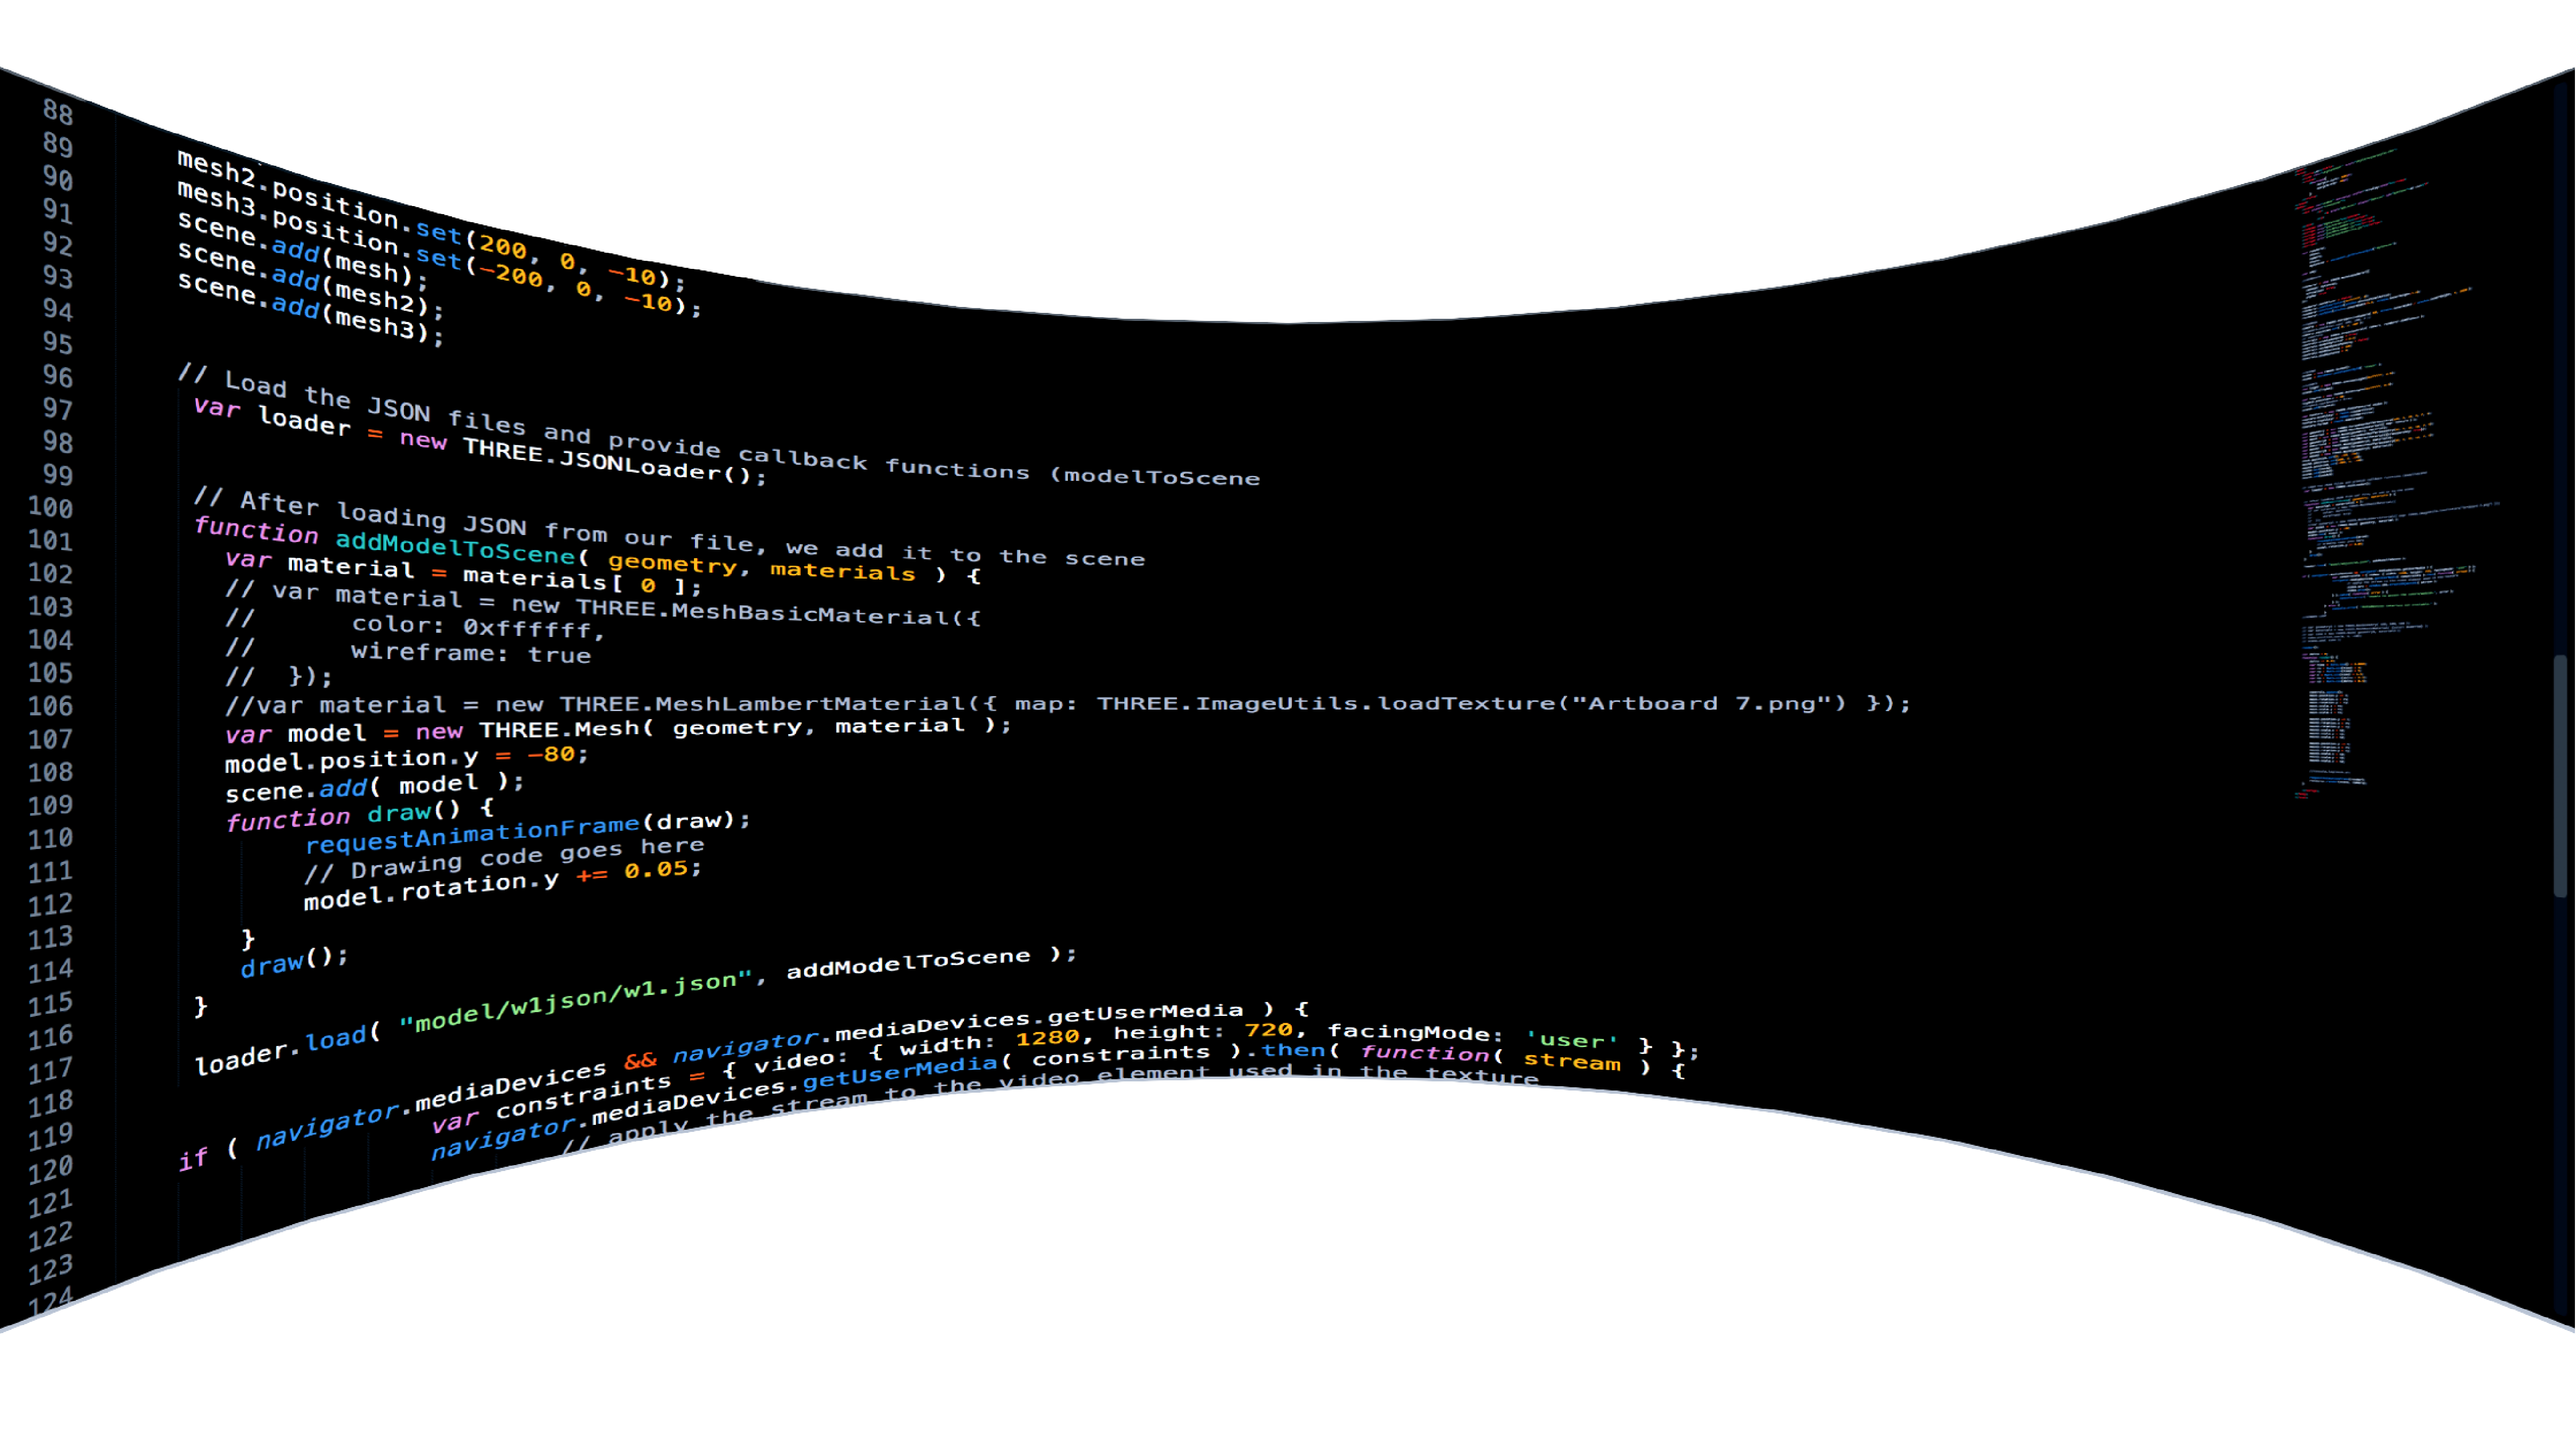 88 mesh2.position.set(200, 0, -10);
89 mesh3.position.set(-200, 0, -10);
90 scene.add(mesh);
91 scene.add(mesh2);
92 scene.add(mesh3);
93
94
95 // Load the JSON files and provide callback functions (modelToScene
96 var loader = new THREE.JSONLoader();
97
98
99 // After loading JSON from our file, we add it to the scene
100 function addModelToScene( geometry, materials ) {
101 var material = materials[ 0 ];
102 // var material = new THREE.MeshBasicMaterial({
103 // color: 0xffffff,
104 // wireframe: true
105 // });
106 //var material = new THREE.MeshLambertMaterial({ map: THREE.ImageUtils.loadTexture("Artboard 7.png") });
107 var model = new THREE.Mesh( geometry, material );
108 model.position.y = -80;
109 scene.add( model );
110 function draw() {
111 requestAnimationFrame(draw);
112 // Drawing code goes here
113 model.rotation.y += 0.05;
114 }
115 draw();
116 }
117
118 loader.load( "model/w1json/w1.json", addModelToScene );
119
120
121 if ( navigator.mediaDevices && navigator.mediaDevices.getUserMedia ) {
122 var constraints = { video: { width: 1280, height: 720, facingMode: 'user' } };
123 navigator.mediaDevices.getUserMedia( constraints ).then( function( stream ) {
124 // apply the stream to the video element used in the texture